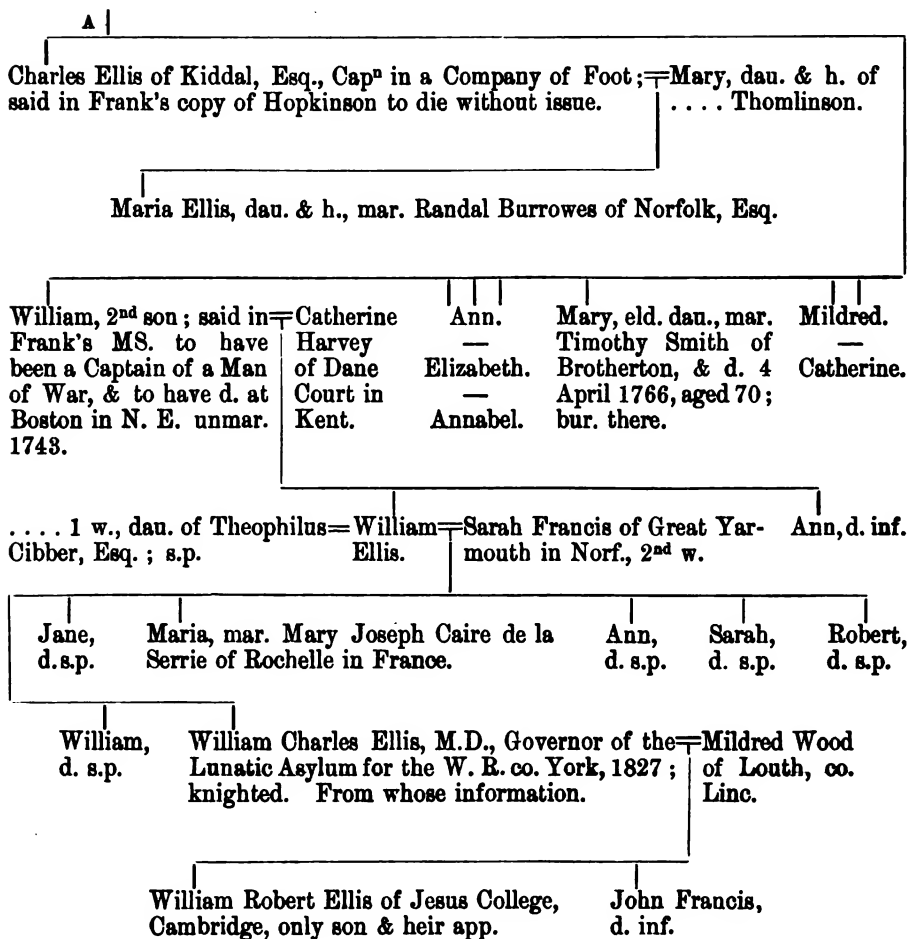 A
Charles Ellis of Kiddal, Esq., Capⁿ in a Company of Foot;
said in Frank's copy of Hopkinson to die without issue.
Mary, dau. & h. of
. . . . Thomlinson.
Maria Ellis, dau. & h., mar. Randal Burrowes of Norfolk, Esq.
William, 2ⁿᵈ son; said in
Frank's MS. to have
been a Captain of a Man
of War, & to have d. at
Boston in N. E. unmar.
1743.
Catherine
Harvey
of Dane
Court in
Kent.
Ann.
—
Elizabeth.
—
Annabel.
Mary, eld. dau., mar.
Timothy Smith of
Brotherton, & d. 4
April 1766, aged 70;
bur. there.
Mildred.
—
Catherine.
. . . . 1 w., dau. of Theophilus
Cibber, Esq.; s.p.
William
Ellis.
Sarah Francis of Great Yar-
mouth in Norf., 2ⁿᵈ w.
Ann, d. inf.
Jane,
d.s.p.
Maria, mar. Mary Joseph Caire de la
Serrie of Rochelle in France.
Ann,
d. s.p.
Sarah,
d. s.p.
Robert,
d. s.p.
William,
d. s.p.
William Charles Ellis, M.D., Governor of the
Lunatic Asylum for the W. R. co. York, 1827;
knighted. From whose information.
Mildred Wood
of Louth, co.
Linc.
William Robert Ellis of Jesus College,
Cambridge, only son & heir app.
John Francis,
d. inf.